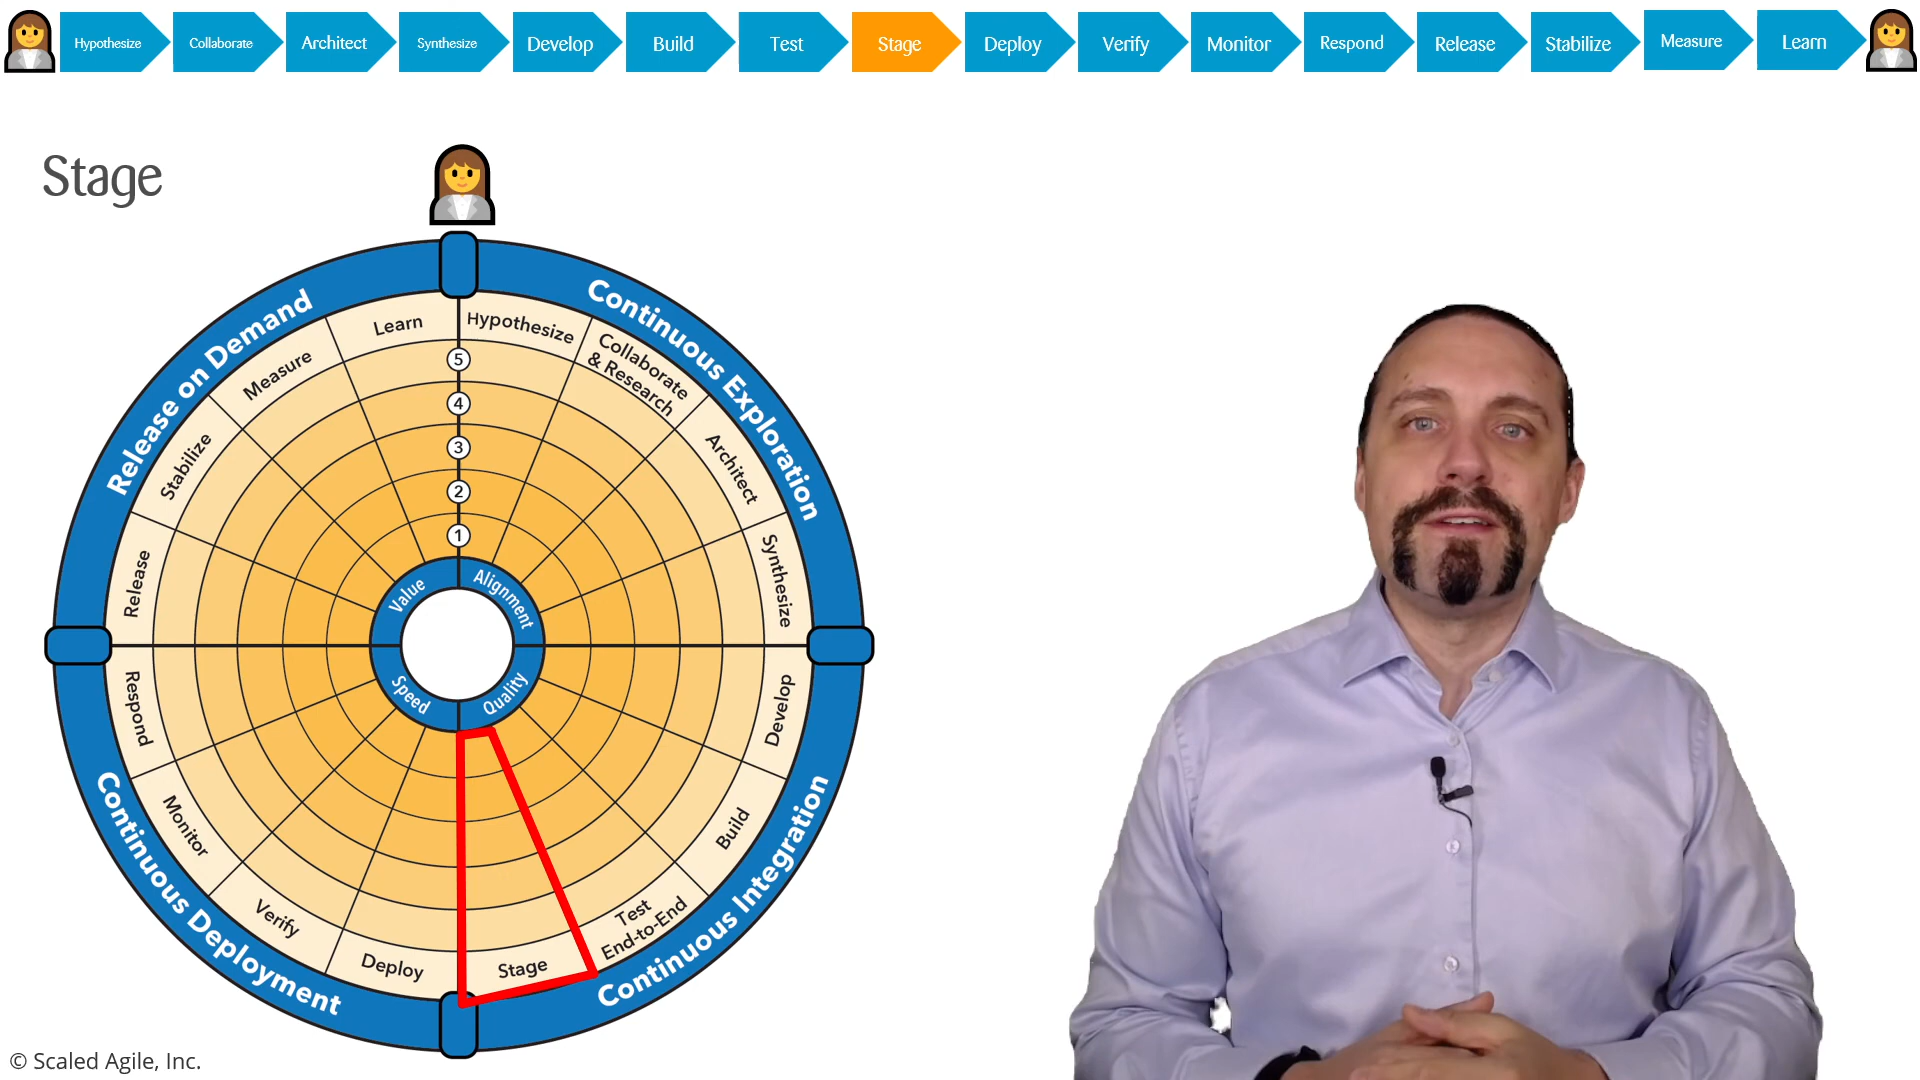 Hypothesize
Collaborate
Architect
Synthesize
Develop
Build
Test
Stage
Deploy
Verify
Monitor
Respond
Release
Stabilize
Measure
Learn
Stage
Continuous Exploration
Hypothesize
Collaborate
& Research
Architect
Synthesize
Continuous Integration
Develop
Build
Test
End-to-End
Stage
Continuous Deployment
Deploy
Verify
Monitor
Respond
Release on Demand
Release
Stabilize
Measure
Learn
5
4
3
2
1
Value
Alignment
Speed
Quality
© Scaled Agile, Inc.